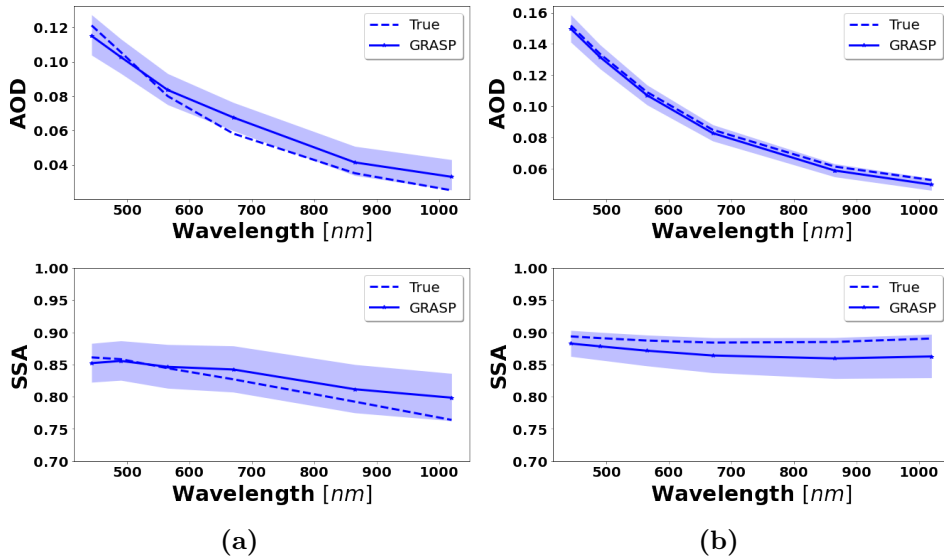 0.12
0.10
0.08
0.06
0.04
AOD
500 600 700 800 900 1000
Wavelength [nm]
True
GRASP
0.16
0.14
0.12
0.10
0.08
0.06
AOD
500 600 700 800 900 1000
Wavelength [nm]
True
GRASP
1.00
0.95
0.90
0.85
0.80
0.75
0.70
SSA
500 600 700 800 900 1000
Wavelength [nm]
True
GRASP
1.00
0.95
0.90
0.85
0.80
0.75
0.70
SSA
500 600 700 800 900 1000
Wavelength [nm]
True
GRASP
(a)
(b)